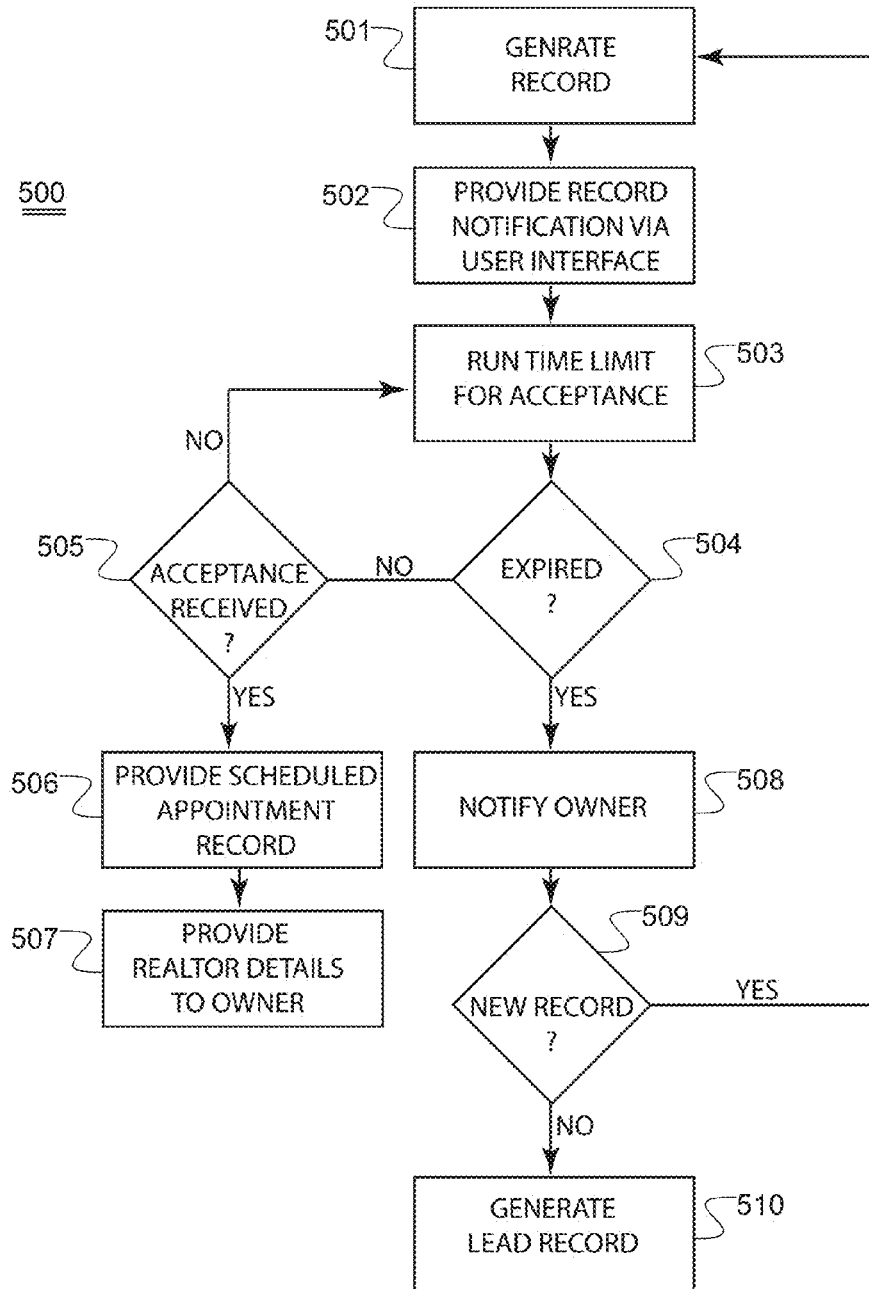 501
GENRATE
RECORD
500
502
PROVIDE RECORD
NOTIFICATION VIA
USER INTERFACE
RUN TIME LIMIT
FOR ACCEPTANCE
503
NO
505
ACCEPTANCE
RECEIVED
?
NO
EXPIRED
?
504
YES
YES
506
PROVIDE SCHEDULED
APPOINTMENT
RECORD
NOTIFY OWNER
508
507
PROVIDE
REALTOR DETAILS
TO OWNER
509
NEW RECORD
?
YES
NO
GENERATE
LEAD RECORD
510